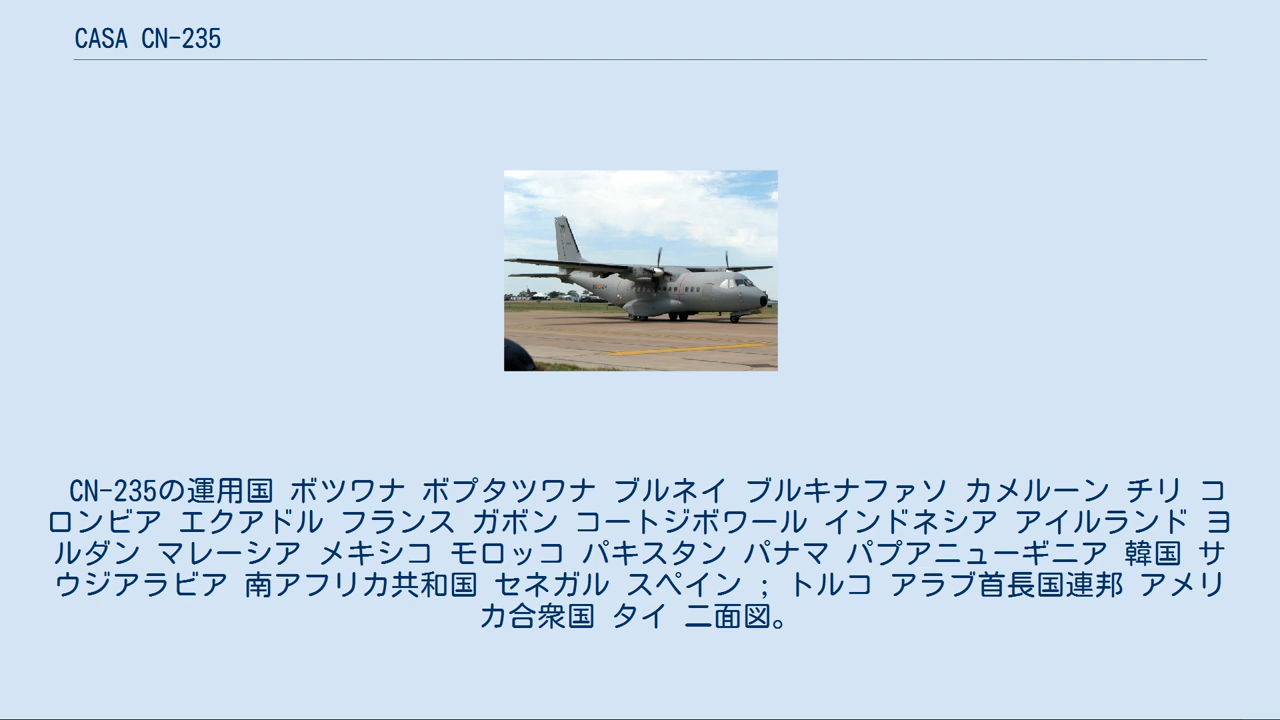 CASA CN-235
CN-235の運用国 ボツワナ ボプタツワナ ブルネイ ブルキナファソ カメルーン チリ コ
ロンビア エクアドル フランス ガボン コートジボワール インドネシア アイルランド ヨ
ルダン マレーシア メキシコ モロッコ パキスタン パナマ パプアニューギニア 韓国 サ
ウジアラビア 南アフリカ共和国 セネガル スペイン ; トルコ アラブ首長国連邦 アメリ
カ合衆国 タイ 二面図。